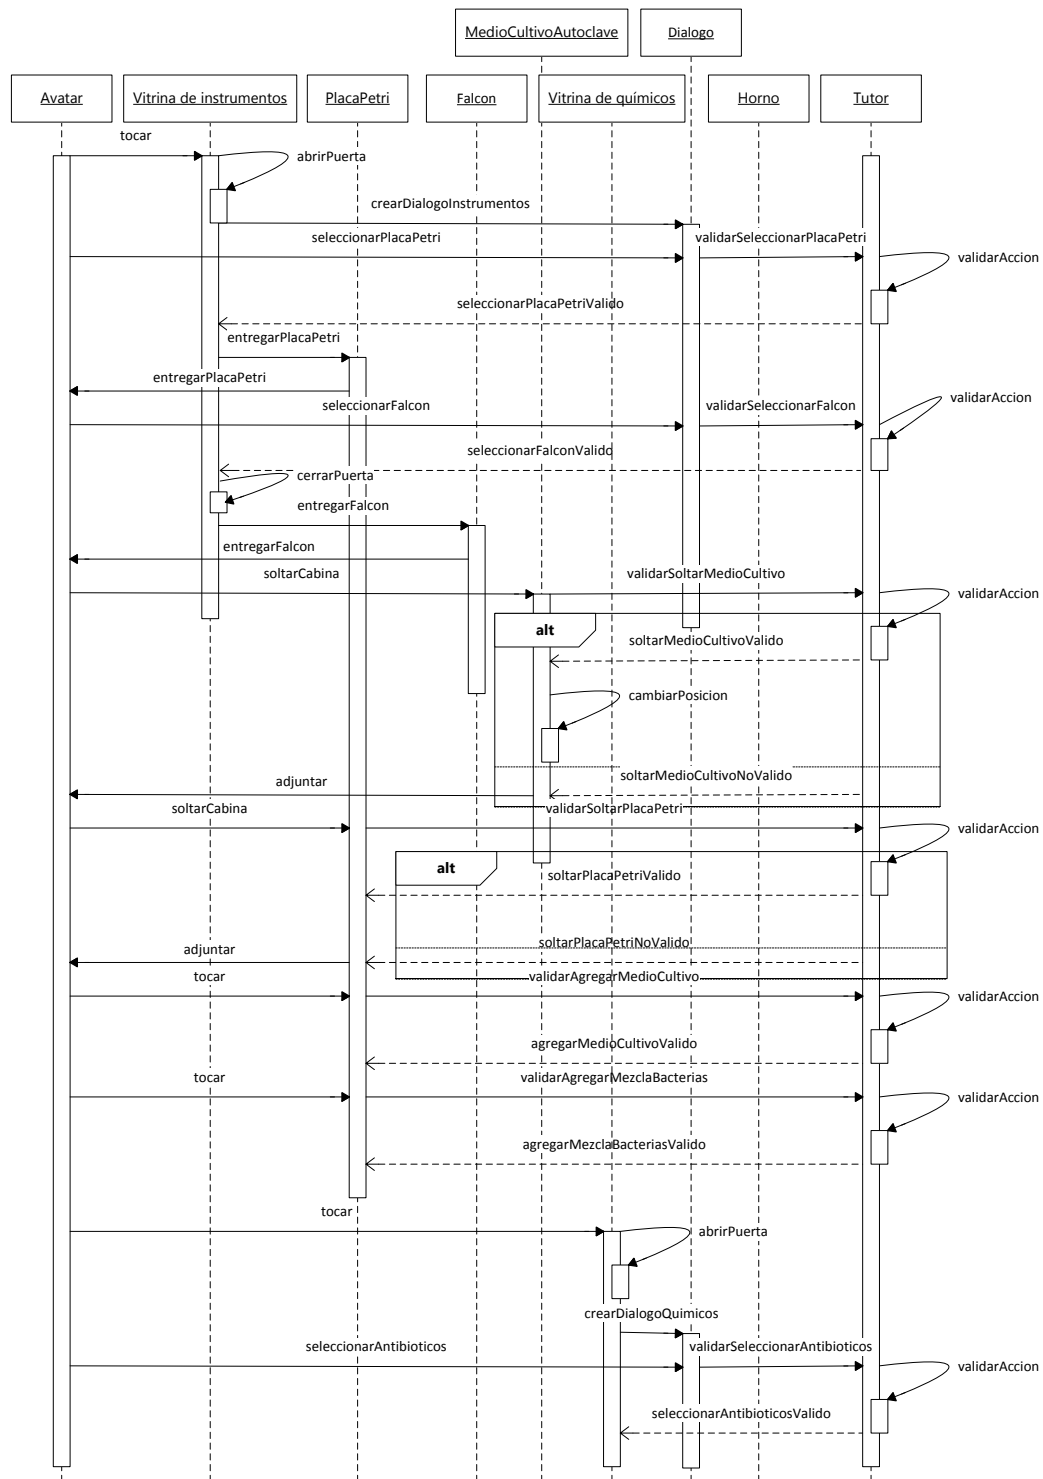 MedioCultivoAutoclave
Dialogo
Avatar
Vitrina de instrumentos
PlacaPetri
Falcon
Vitrina de químicos
Horno
Tutor
tocar
abrirPuerta
crearDialogoInstrumentos
seleccionarPlacaPetri
validarSeleccionarPlacaPetri
validarAccion
seleccionarPlacaPetriValido
entregarPlacaPetri
entregarPlacaPetri
seleccionarFalcon
validarSeleccionarFalcon
validarAccion
seleccionarFalconValido
cerrarPuerta
entregarFalcon
entregarFalcon
soltarCabina
validarSoltarMedioCultivo
validarAccion
alt
soltarMedioCultivoValido
cambiarPosicion
soltarMedioCultivoNoValido
adjuntar
soltarCabina
validarSoltarPlacaPetri
validarAccion
alt
soltarPlacaPetriValido
soltarPlacaPetriNoValido
adjuntar
tocar
validarAgregarMedioCultivo
validarAccion
agregarMedioCultivoValido
tocar
validarAgregarMezclaBacterias
validarAccion
agregarMezclaBacteriasValido
tocar
abrirPuerta
crearDialogoQuimicos
seleccionarAntibioticos
validarSeleccionarAntibioticos
validarAccion
seleccionarAntibioticosValido